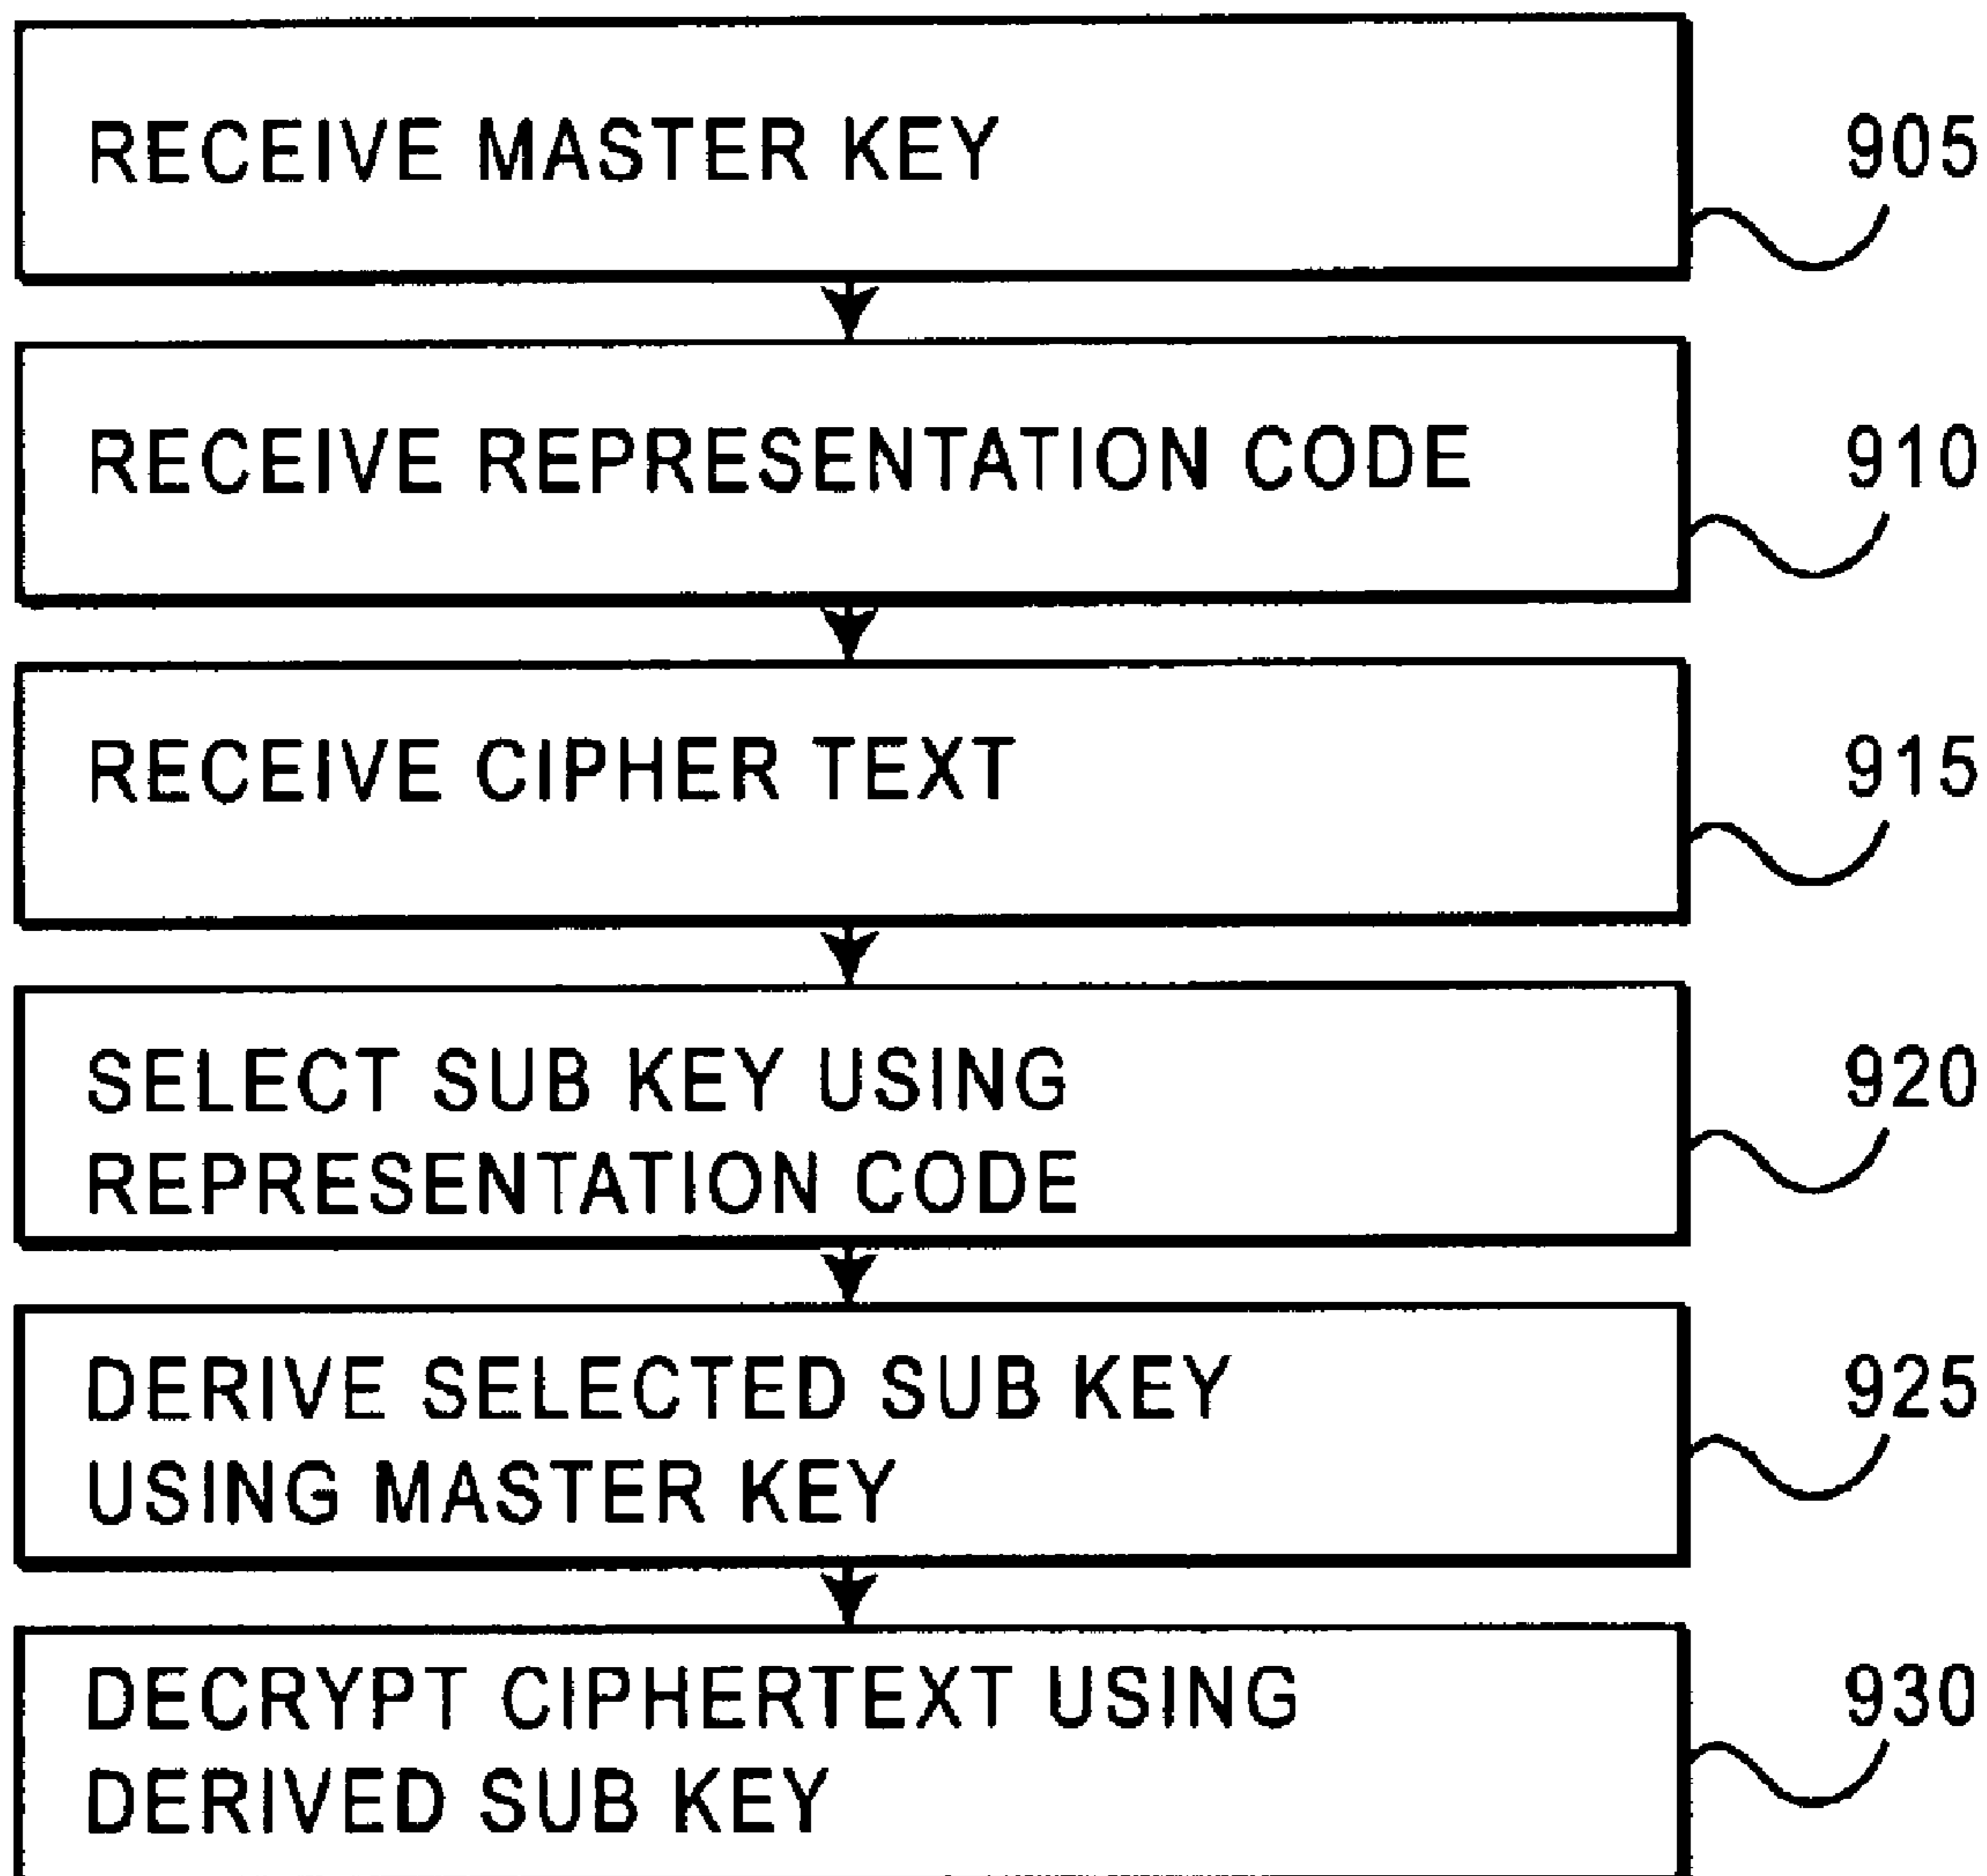 RECEIVE MASTER KEY
905
RECEIVE REPRESENTATION CODE
910
RECEIVE CIPHER TEXT
915
SELECT SUB KEY USING
REPRESENTATION CODE
920
DERIVE SELECTED SUB KEY
USING MASTER KEY
925
DECRYPT CIPHERTEXT USING
DERIVED SUB KEY
930